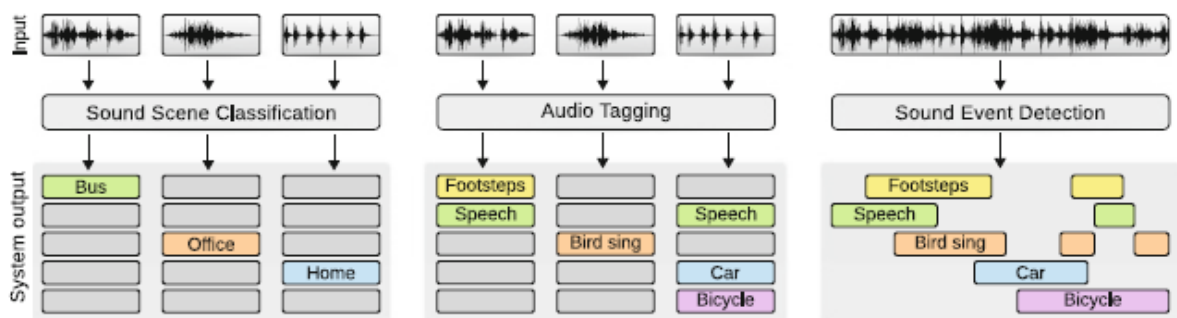 Input
Sound Scene Classification
Audio Tagging
Sound Event Detection
System output
Bus
Office
Home
Footsteps
Speech
Speech
Bird sing
Car
Bicycle
Footsteps
Speech
Bird sing
Car
Bicycle